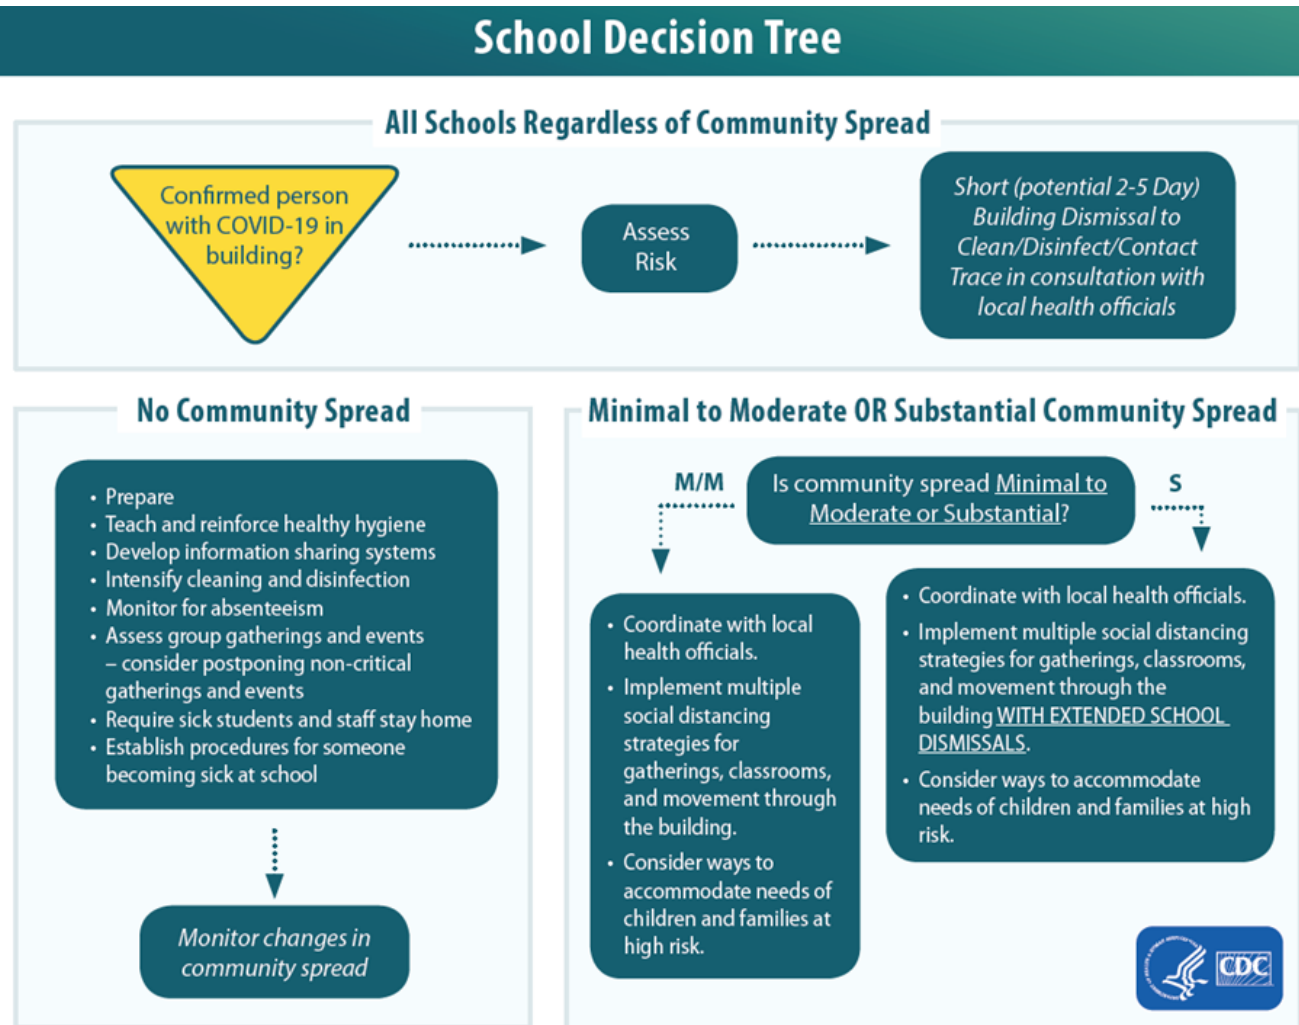 School Decision Tree
All Schools Regardless of Community Spread
Confirmed person
with COVID-19 in
building?
Assess
Risk
Short (potential 2-5 Day)
Building Dismissal to
Clean/Disinfect/Contact
Trace in consultation with
local health officials
No Community Spread
• Prepare
• Teach and reinforce healthy hygiene
• Develop information sharing systems
• Intensify cleaning and disinfection
• Monitor for absenteeism
• Assess group gatherings and events
– consider postponing non-critical
gatherings and events
• Require sick students and staff stay home
• Establish procedures for someone
becoming sick at school
Monitor changes in
community spread
Minimal to Moderate OR Substantial Community Spread
M/M
Is community spread Minimal to
Moderate or Substantial?
S
• Coordinate with local
health officials.
• Implement multiple
social distancing
strategies for
gatherings, classrooms,
and movement through
the building.
• Consider ways to
accommodate needs of
children and families at
high risk.
• Coordinate with local health officials.
• Implement multiple social distancing
strategies for gatherings, classrooms,
and movement through the
building WITH EXTENDED SCHOOL
DISMISSALS.
• Consider ways to accommodate
needs of children and families at high
risk.
CDC